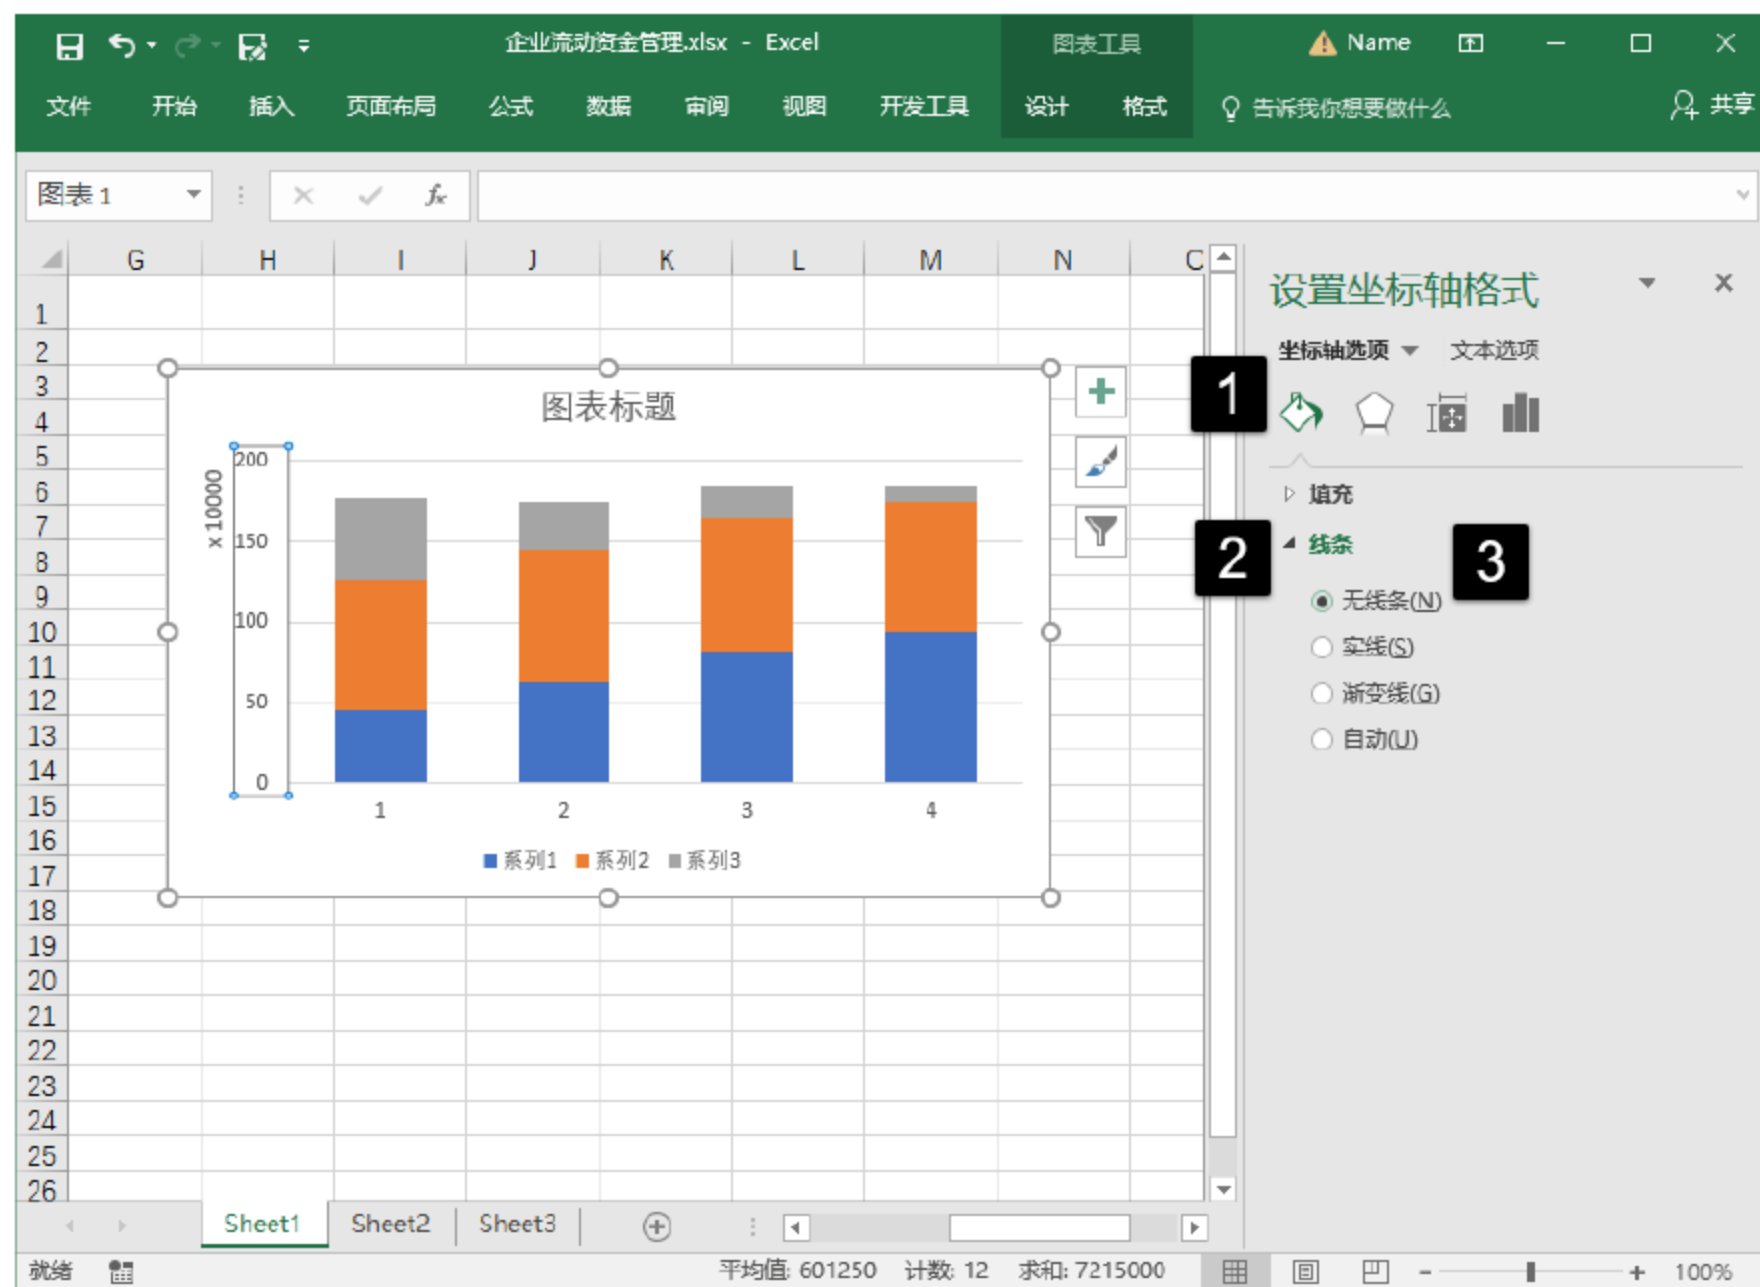 企业流动资金管理.xlsx - Excel
图表工具
Name
文件 开始 插入 页面布局 公式 数据 审阅 视图 开发工具 设计 格式 告诉我你想要做什么 共享
图表 1
fx
G H I J K L M N
设置坐标轴格式
坐标轴选项 文本选项
1
填充
2
线条
3
无线条(N)
实线(S)
渐变线(G)
自动(U)
1
2
3
4
5
6
7
8
9
10
11
12
13
14
15
16
17
18
19
20
21
22
23
24
25
26
图表标题
x 10000
200
150
100
50
0
1 2 3 4
系列1 系列2 系列3
Sheet1 Sheet2 Sheet3
就绪 平均值: 601250 计数: 12 求和: 7215000 - + 100%